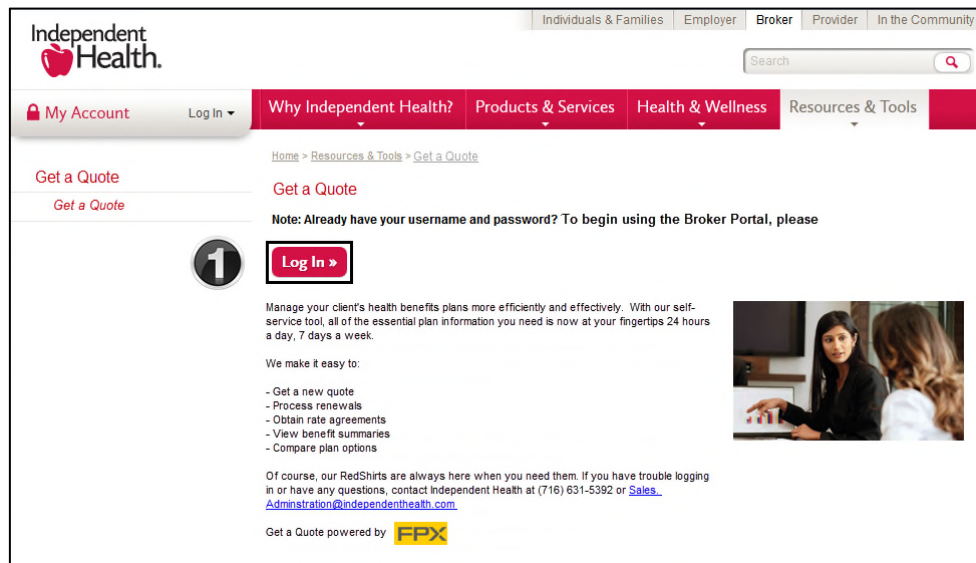 Individuals & Families Employer Broker Provider In the Community
Independent
Health.
Search
My Account Log In
Why Independent Health? Products & Services Health & Wellness Resources & Tools
Home > Resources & Tools > Get a Quote
Get a Quote
Get a Quote
Get a Quote
Note: Already have your username and password? To begin using the Broker Portal, please
1
Log In »
Manage your client's health benefits plans more efficiently and effectively. With our self-
service tool, all of the essential plan information you need is now at your fingertips 24 hours
a day, 7 days a week.
We make it easy to:
- Get a new quote
- Process renewals
- Obtain rate agreements
- View benefit summaries
- Compare plan options
Of course, our RedShirts are always here when you need them. If you have trouble logging
in or have any questions, contact Independent Health at (716) 631-5392 or Sales.
Adminstration@independenthealth.com
Get a Quote powered by FPX